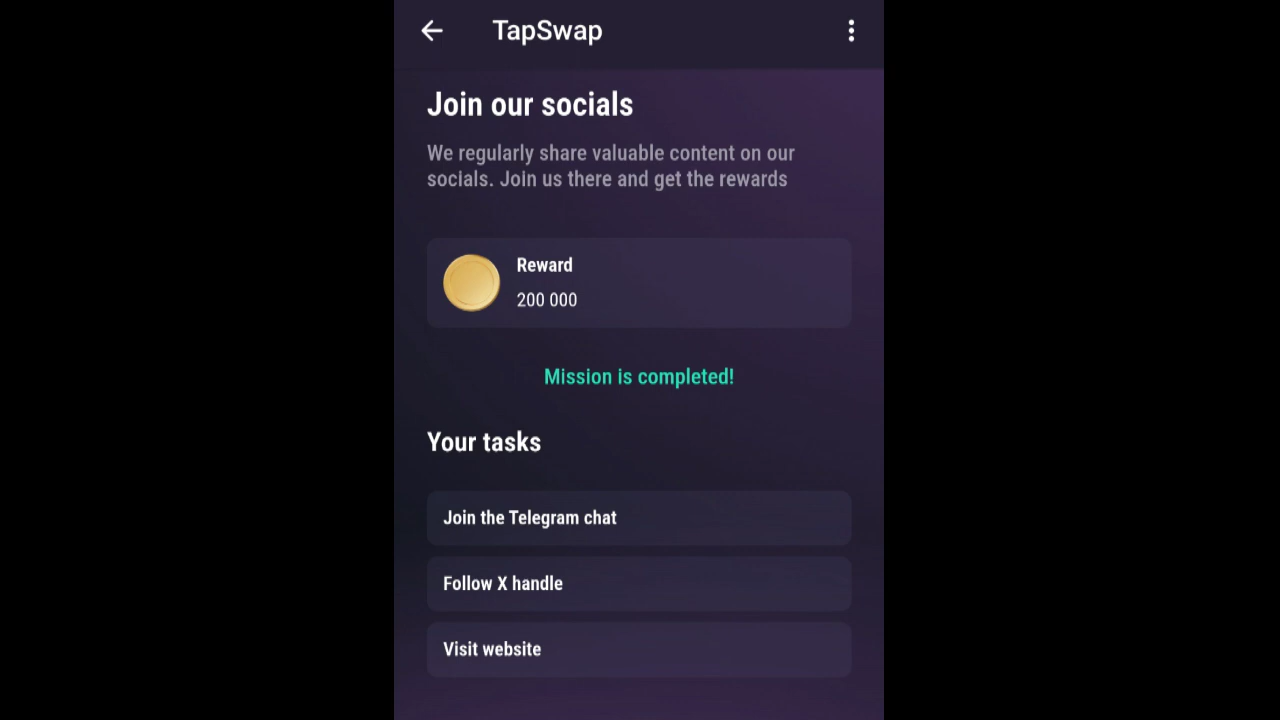 TapSwap
Join our socials
We regularly share valuable content on our
socials. Join us there and get the rewards
Reward
200 000
Mission is completed!
Your tasks
Join the Telegram chat
Follow X handle
Visit website